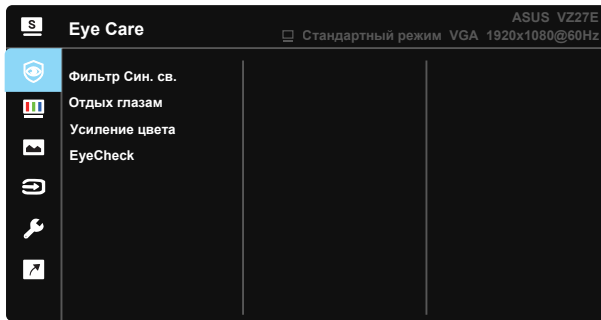 S
Eye Care
ASUS VZ27E
Стандартный режим VGA 1920x1080@60Hz
Фильтр Син. св.
Отдых глазам
Усиление цвета
EyeCheck